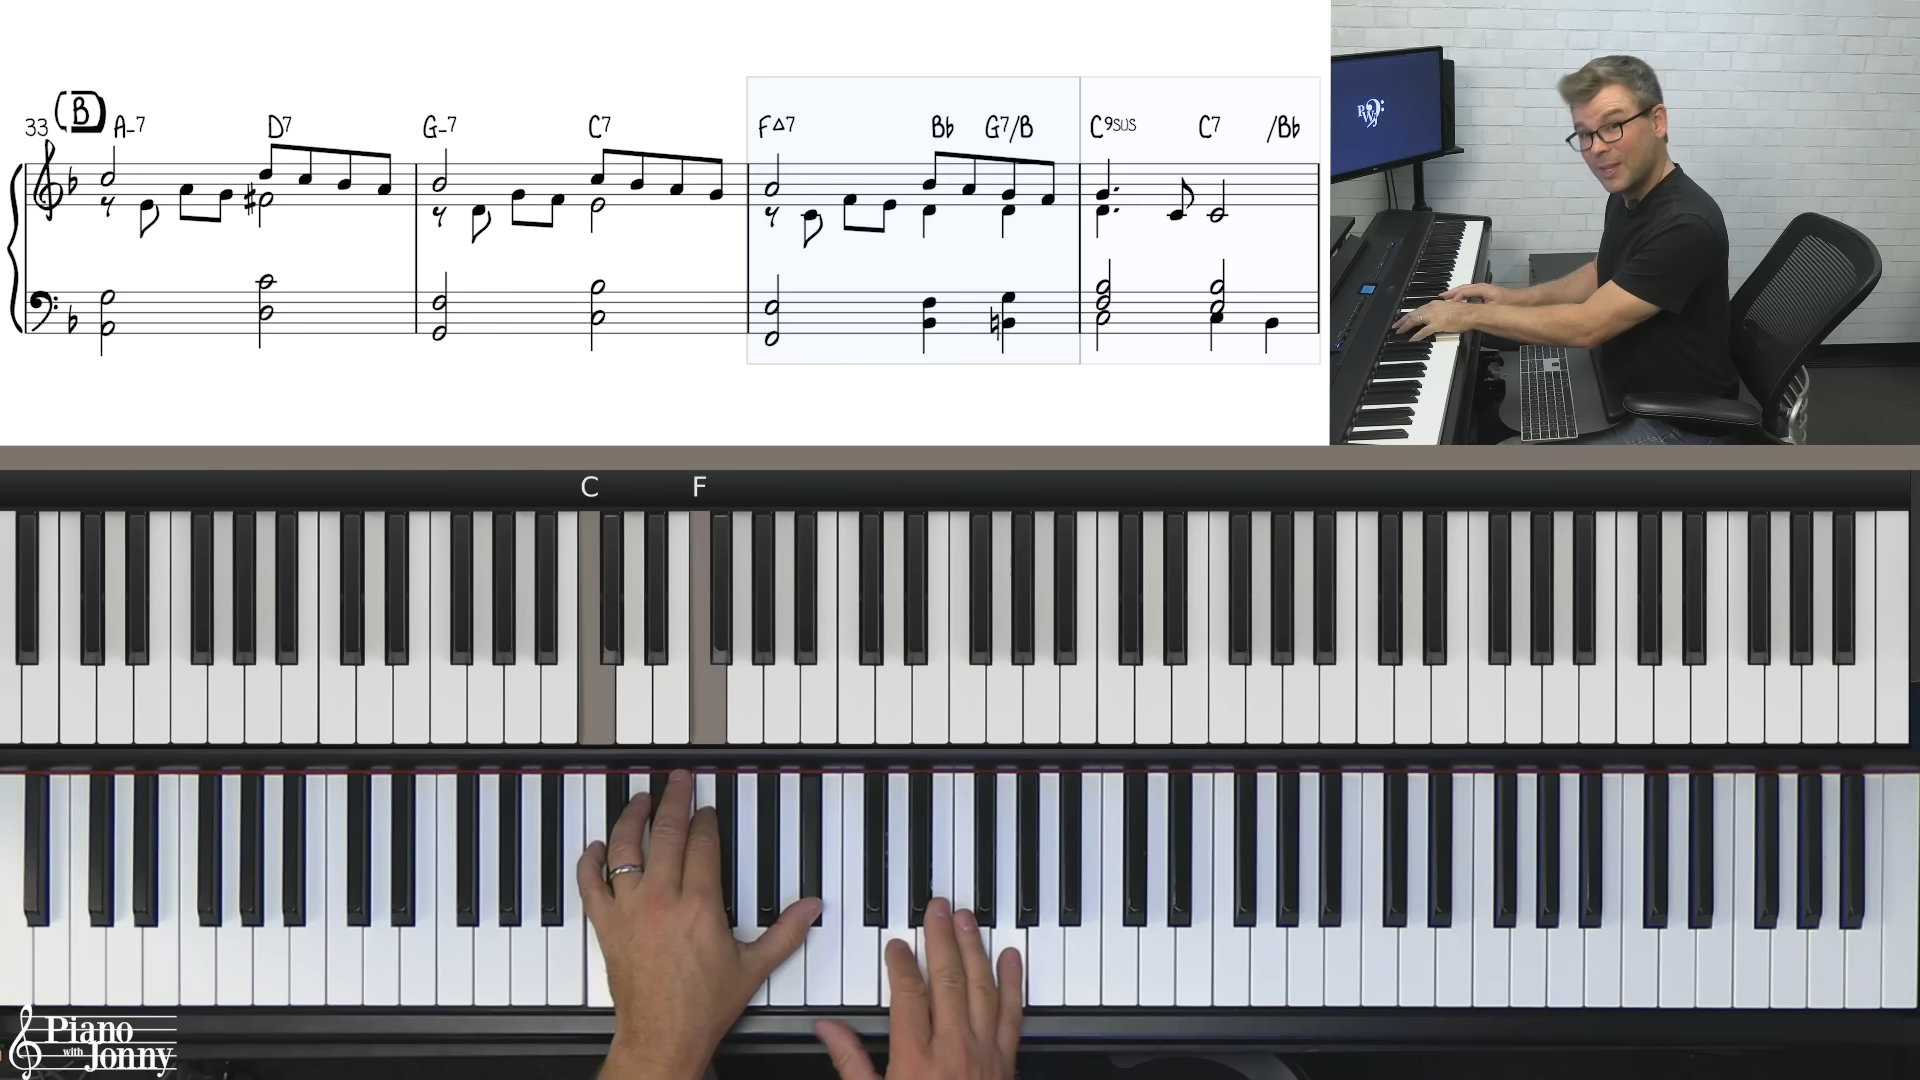 B
33 A-7 D7 G-7 C7 F△7 B♭ G7/B C9SUS C7 /B♭
C F
Piano
with Jonny